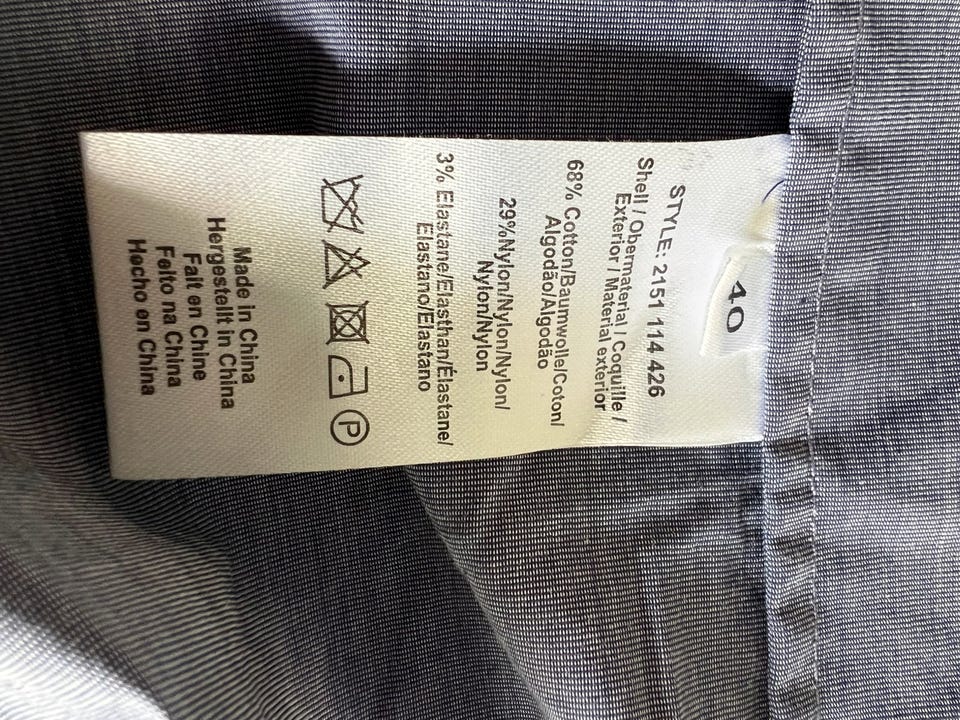 40
STYLE: 2151 114 426
Shell / Obermaterial / Coquille /
Exterior / Material exterior
68% Cotton/Baumwolle/Coton/
Algodão/Algodão
29%Nylon/Nylon/Nylon/
Nylon/Nylon
3% Elastane/Elasthan/Élastane/
Elastano/Elastano
P
Made in China
Hergestellt in China
Fait en Chine
Feito na China
Hecho en China